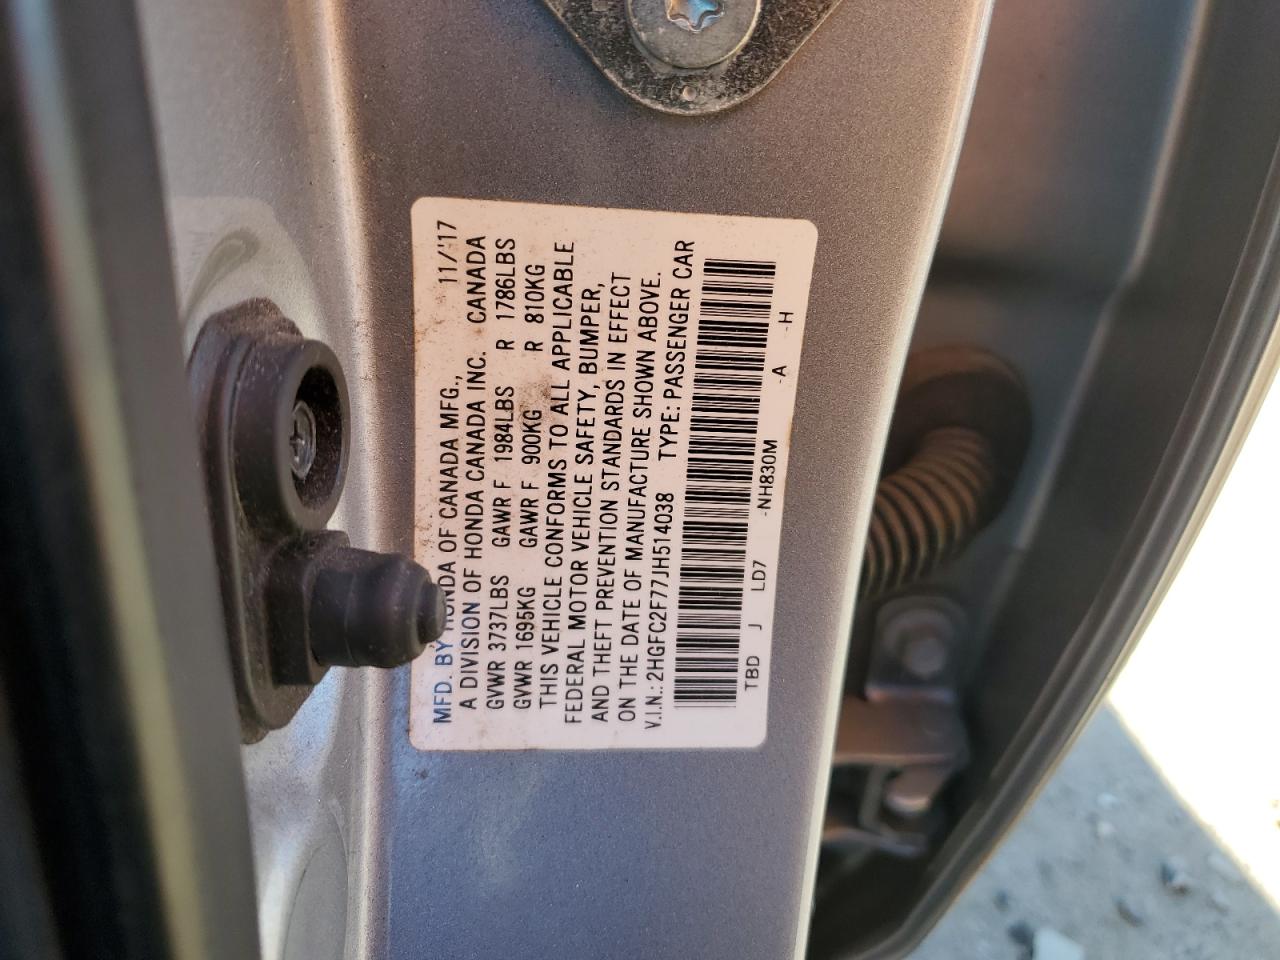 MFD. BY HONDA OF CANADA MFG., 11/'17
A DIVISION OF HONDA CANADA INC. CANADA
GVWR 3737LBS GAWR F 1984LBS R 1786LBS
GVWR 1695KG GAWR F 900KG R 810KG
THIS VEHICLE CONFORMS TO ALL APPLICABLE
FEDERAL MOTOR VEHICLE SAFETY, BUMPER,
AND THEFT PREVENTION STANDARDS IN EFFECT
ON THE DATE OF MANUFACTURE SHOWN ABOVE.
V.I.N.: 2HGFC2F77JH514038 TYPE: PASSENGER CAR
TBD J LD7 -NH830M -A -H